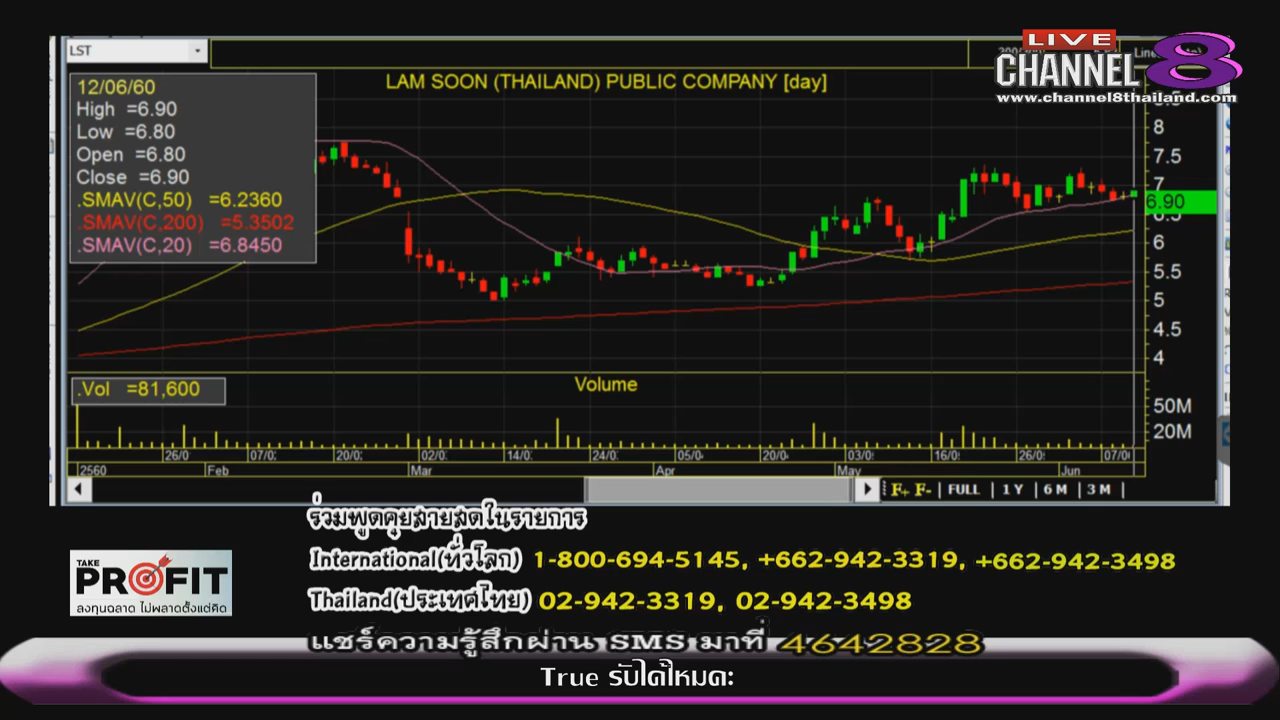 LST
LIVE
CHANNEL 8
www.channel8thailand.com
LAM SOON (THAILAND) PUBLIC COMPANY [day]
12/06/60
High =6.90
Low =6.80
Open =6.80
Close =6.90
.SMAV(C,50) =6.2360
.SMAV(C,200) =5.3502
.SMAV(C,20) =6.8450
8
7.5
7
6.90
6.5
6
5.5
5
4.5
4
.Vol =81,600
Volume
50M
20M
26/0 07/0 20/0 02/0 14/0 24/0 05/0 20/0 03/0 16/0 26/0 07/0
2560 Feb Mar Apr May Jun
F+ F- FULL 1 Y 6 M 3 M
ร่วมพูดคุยสายสดในรายการ
International(ทั่วโลก) 1-800-694-5145, +662-942-3319, +662-942-3498
Thailand(ประเทศไทย) 02-942-3319, 02-942-3498
แชร์ความรู้สึกผ่าน SMS มาที่ 4642828
TAKE
PROFIT
ลงทุนฉลาด ไม่พลาดตั้งแต่คิด
True รับได้ไหมคะ